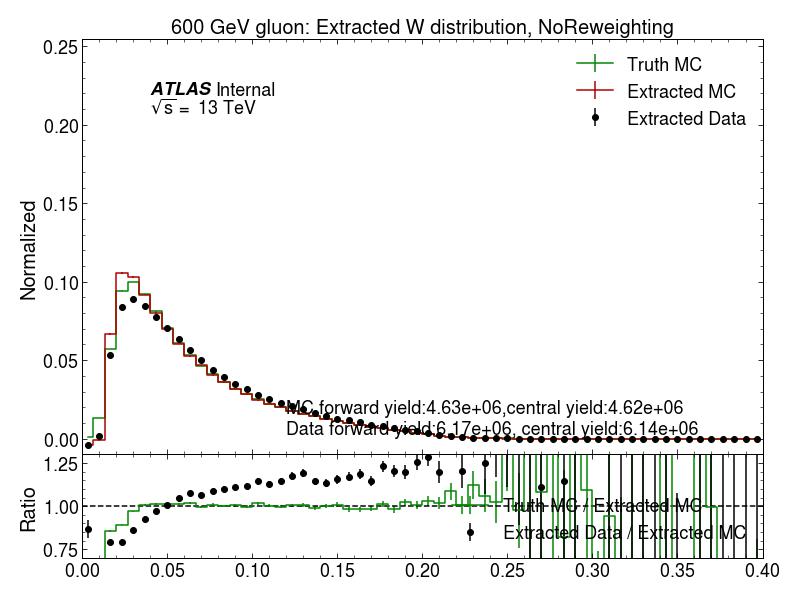 600 GeV gluon: Extracted W distribution, NoReweighting
0.25
0.20
0.15
0.10
0.05
0.00
Normalized
ATLAS Internal
√s = 13 TeV
Truth MC
Extracted MC
Extracted Data
MC forward yield:4.63e+06,central yield:4.62e+06
Data forward yield:6.17e+06, central yield:6.14e+06
1.25
1.00
0.75
Ratio
Truth MC / Extracted MC
Extracted Data / Extracted MC
0.00 0.05 0.10 0.15 0.20 0.25 0.30 0.35 0.40